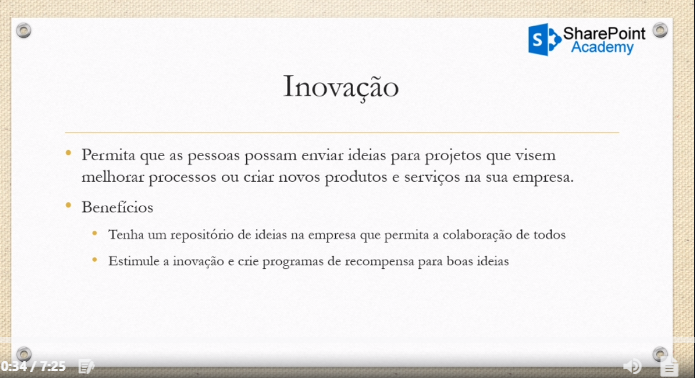 SharePoint
Academy
Inovação
Permita que as pessoas possam enviar ideias para projetos que visem
melhorar processos ou criar novos produtos e serviços na sua empresa.
Benefícios
Tenha um repositório de ideias na empresa que permita a colaboração de todos
Estimule a inovação e crie programas de recompensa para boas ideias
0:34 / 7:25